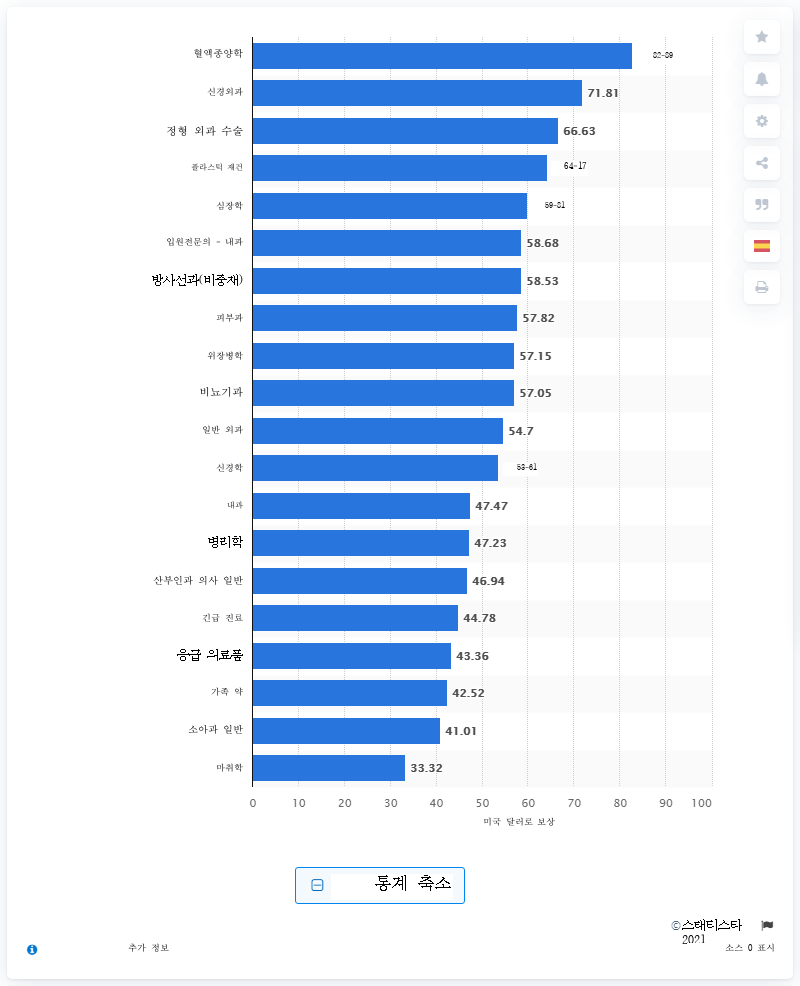 혈액종양학 82-89
신경외과 71.81
정형 외과 수술 66.63
플라스틱 재건 64-17
심장학 59-81
입원전문의 - 내과 58.68
방사선과(비중재) 58.53
피부과 57.82
위장병학 57.15
비뇨기과 57.05
일반 외과 54.7
신경학 53-61
내과 47.47
병리학 47.23
산부인과 의사 일반 46.94
긴급 진료 44.78
응급 의료품 43.36
가족 약 42.52
소아과 일반 41.01
마취학 33.32
0 10 20 30 40 50 60 70 80 90 100
미국 달러로 보상
통계 축소
©스태티스타
2021
추가 정보 소스 0 표시